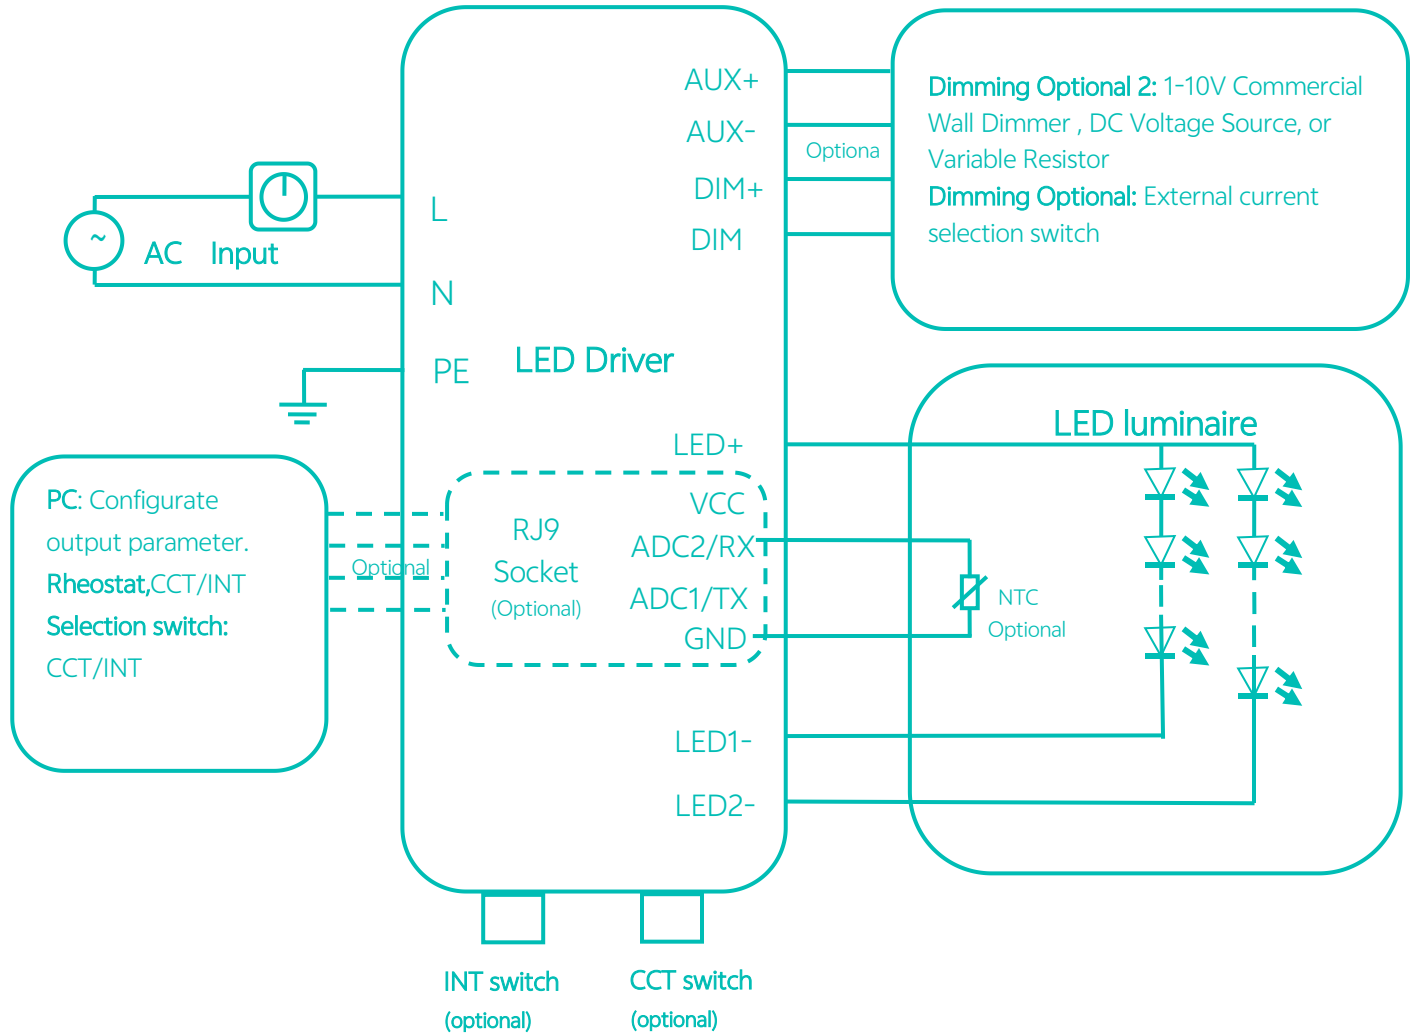 AUX+
AUX-
Optiona
DIM+
DIM
Dimming Optional 2: 1-10V Commercial
Wall Dimmer , DC Voltage Source, or
Variable Resistor
Dimming Optional: External current
selection switch
~
AC Input
L
N
PE
LED Driver
LED+
LED luminaire
PC: Configurate
output parameter.
Rheostat,CCT/INT
Selection switch:
CCT/INT
Optional
RJ9
Socket
(Optional)
VCC
ADC2/RX
ADC1/TX
GND
NTC
Optional
LED1-
LED2-
INT switch
(optional)
CCT switch
(optional)